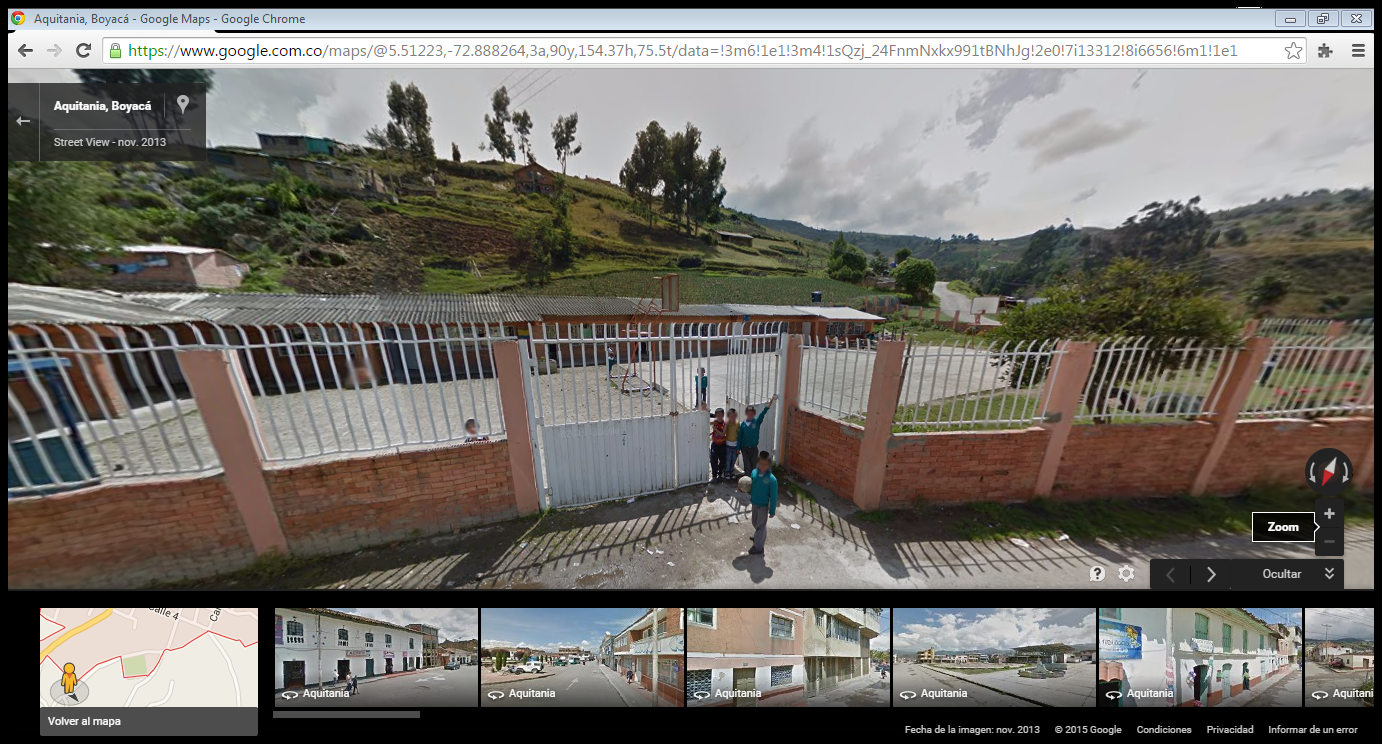 Aquitania, Boyacá - Google Maps - Google Chrome
https://www.google.com.co/maps/@5.51223,-72.888264,3a,90y,154.37h,75.5t/data=!3m6!1e1!3m4!1sQzj_24FnmNxkx991tBNhJg!2e0!7i13312!8i6656!6m1!1e1
Aquitania, Boyacá
Street View - nov. 2013
Zoom
?
Ocultar
Calle 4
Aquitania
Aquitania
Aquitania
Aquitania
Aquitania
Aquitani
Volver al mapa
Fecha de la imagen: nov. 2013 © 2015 Google Condiciones Privacidad Informar de un error